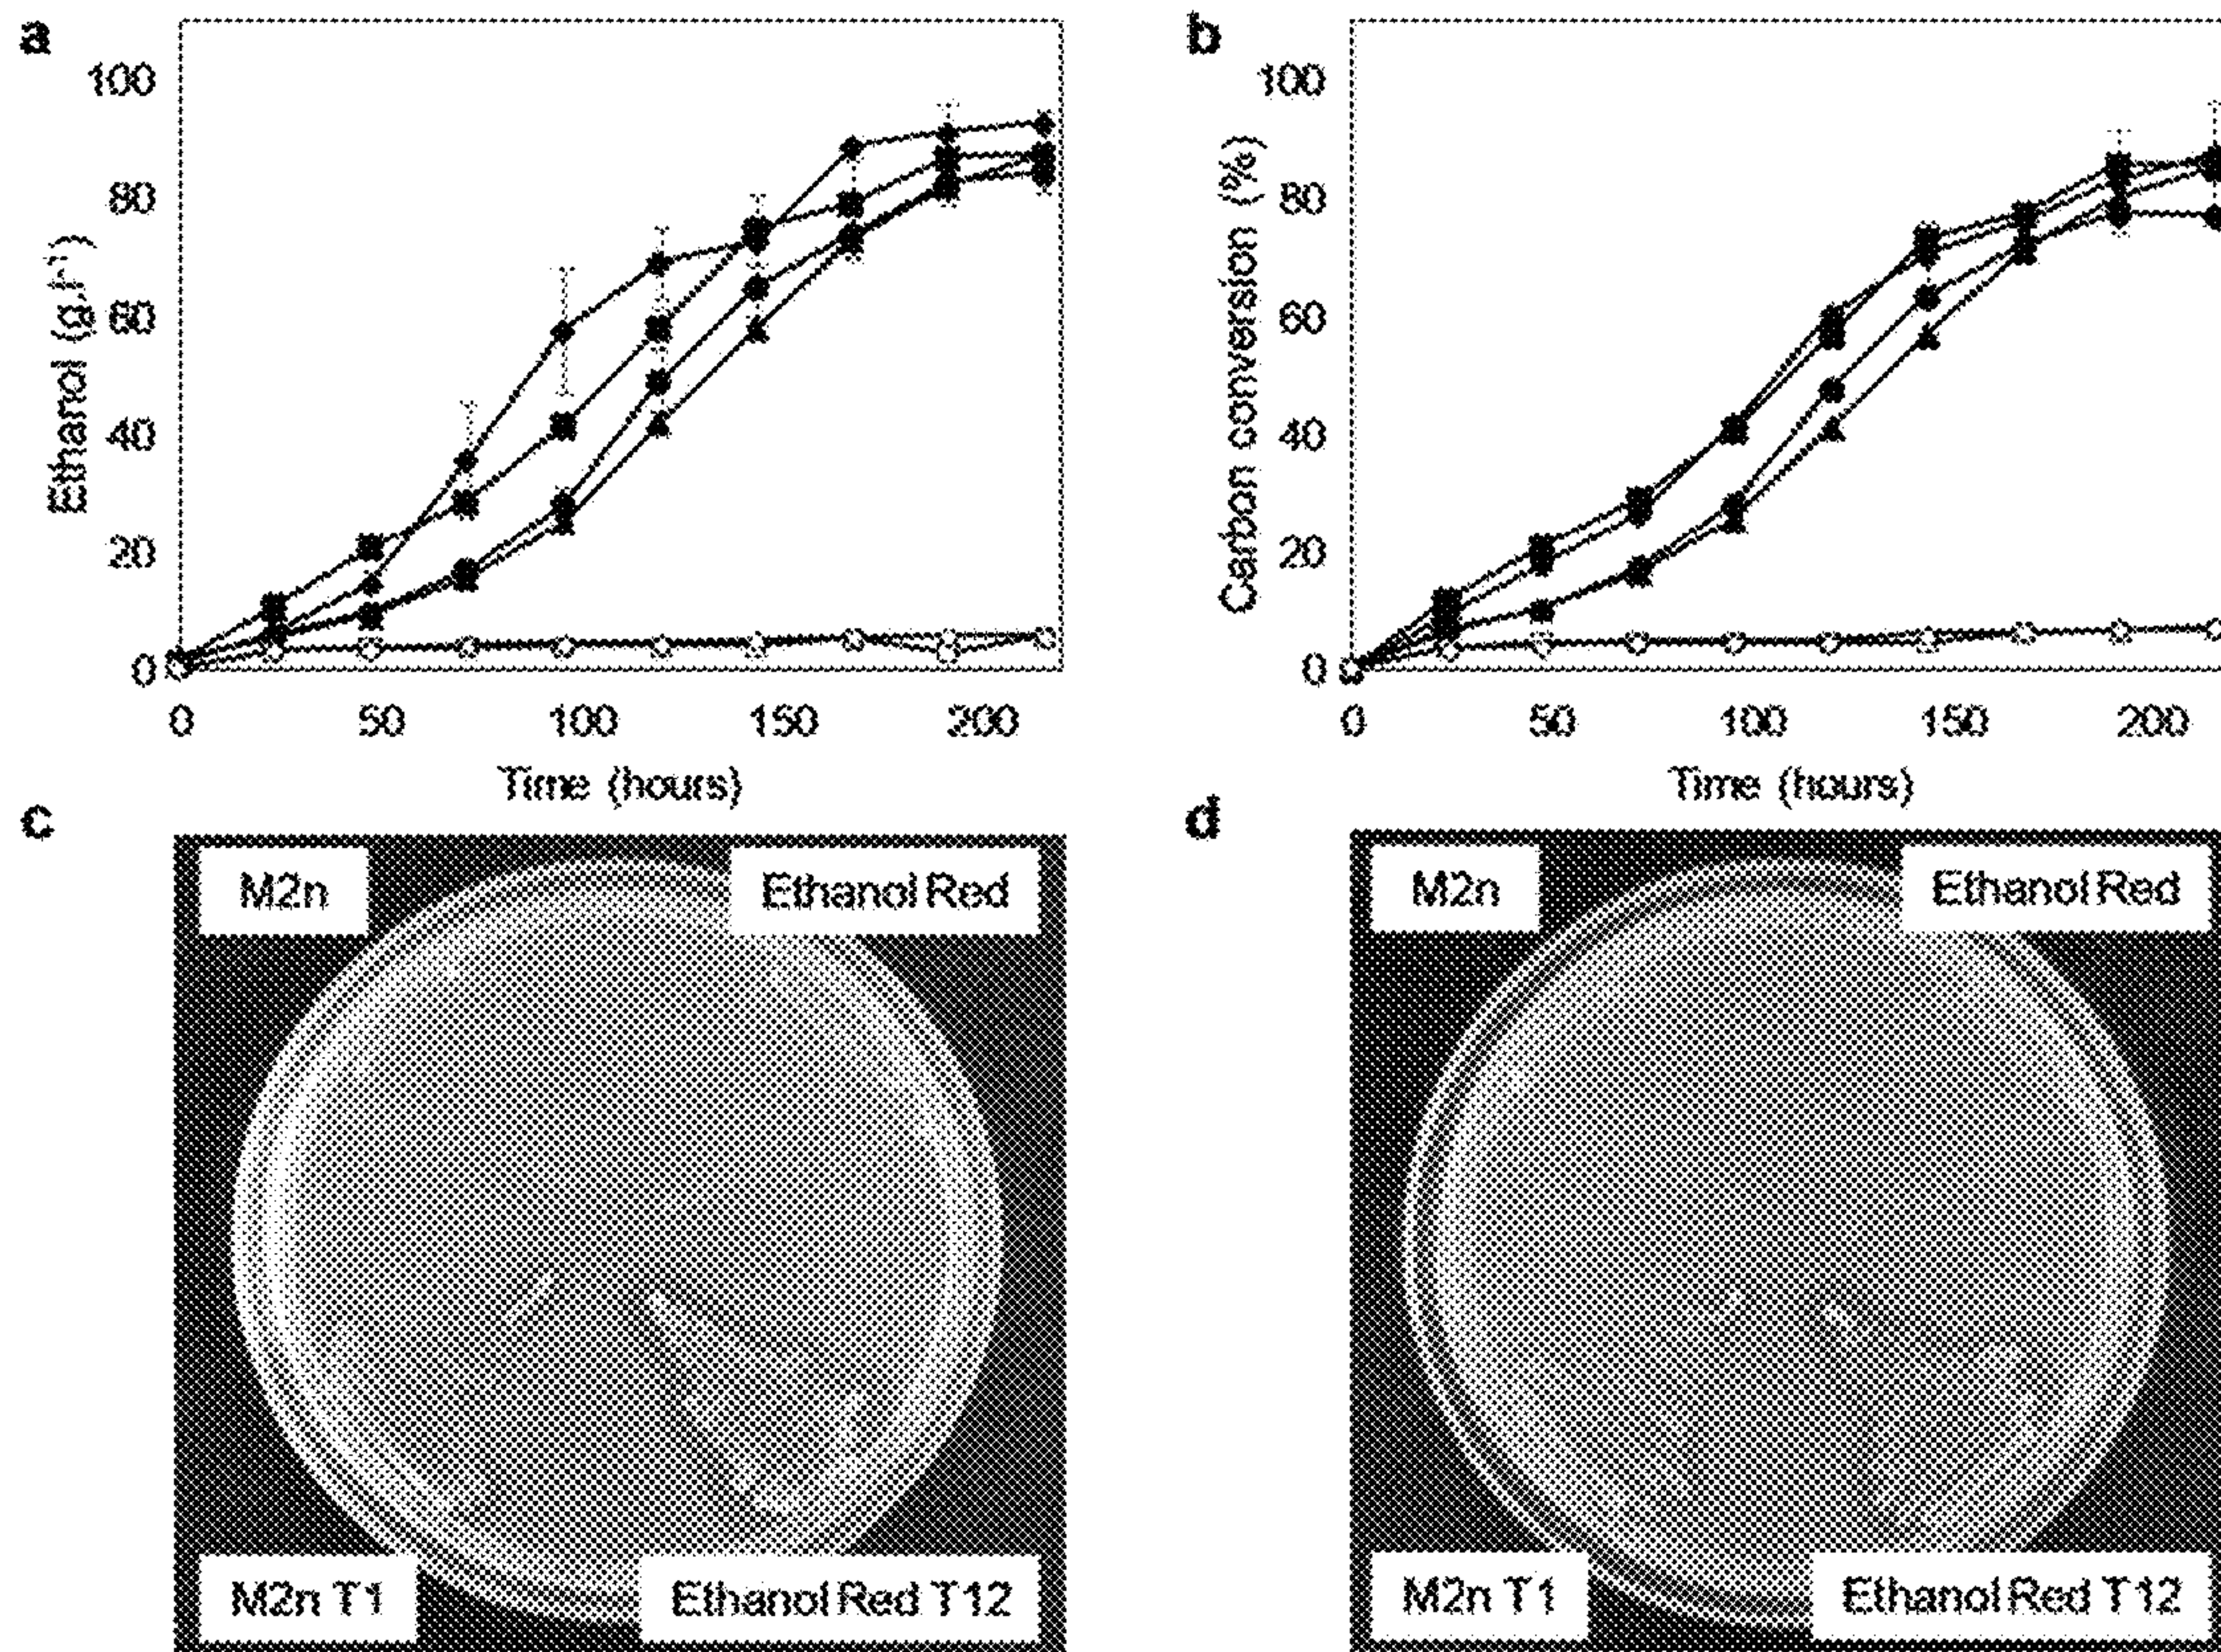 a
100
80
60
40
20
0
Ethanol (g.l⁻¹)
0 50 100 150 200
Time (hours)
b
100
80
60
40
20
0
Carbon conversion (%)
0 50 100 150 200
Time (hours)
c
M2n
Ethanol Red
M2n T1
Ethanol Red T12
d
M2n
Ethanol Red
M2n T1
Ethanol Red T12